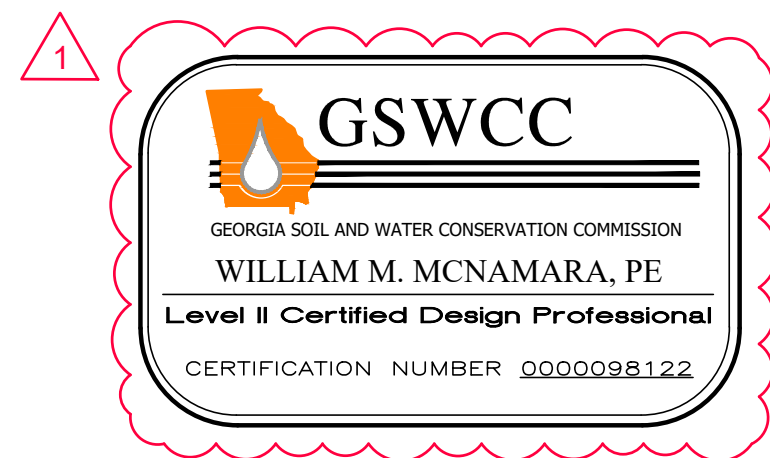 1
GSWCC
GEORGIA SOIL AND WATER CONSERVATION COMMISSION
WILLIAM M. MCNAMARA, PE
Level II Certified Design Professional
CERTIFICATION NUMBER 0000098122